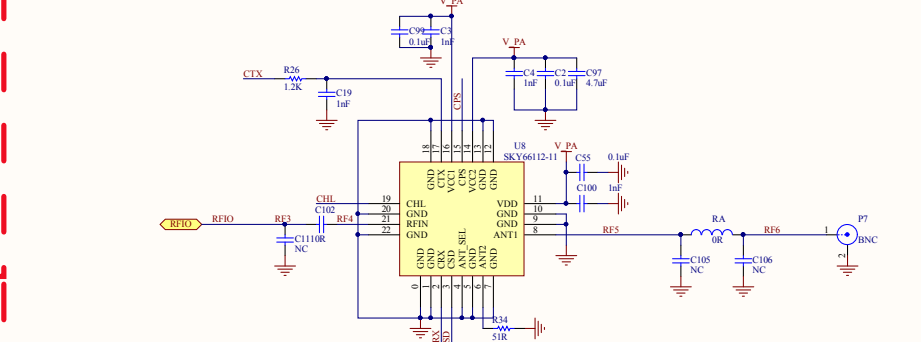 V_PA
C99 C3
0.1uF 1nF
V_PA
CTX R26
1.2K
C19
1nF
CPS
C4 C2 C97
1nF 0.1uF 4.7uF
U8
SKY66112-11
18 17 16 15 14 13 12
GND CTX VCC1 CPS VCC2 GND GND
V_PA
C55 0.1uF
C100 1nF
CHL 19 CHL
20 GND
RFIO RFIO RF3 C102 RF4 21 RFIN
22 GND
C111 0R
NC
VDD 11
GND 10
GND 9
ANT1 8
RF5 RA RF6
0R
C105
NC
C106
NC
P7
BNC
1
2
GND GND CRX CSD ANT_SEL GND ANT2 GND
0 1 2 3 4 5 6 7
R34
51R
RX
SD